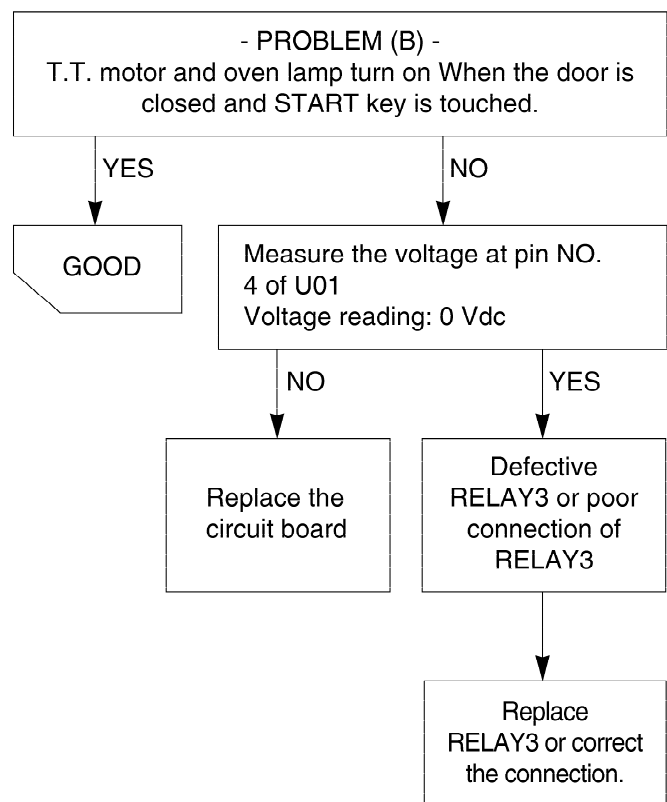 - PROBLEM (B) -
T.T. motor and oven lamp turn on When the door is
closed and START key is touched.
YES
NO
GOOD
Measure the voltage at pin NO.
4 of U01
Voltage reading: 0 Vdc
NO
YES
Replace the
circuit board
Defective
RELAY3 or poor
connection of
RELAY3
Replace
RELAY3 or correct
the connection.